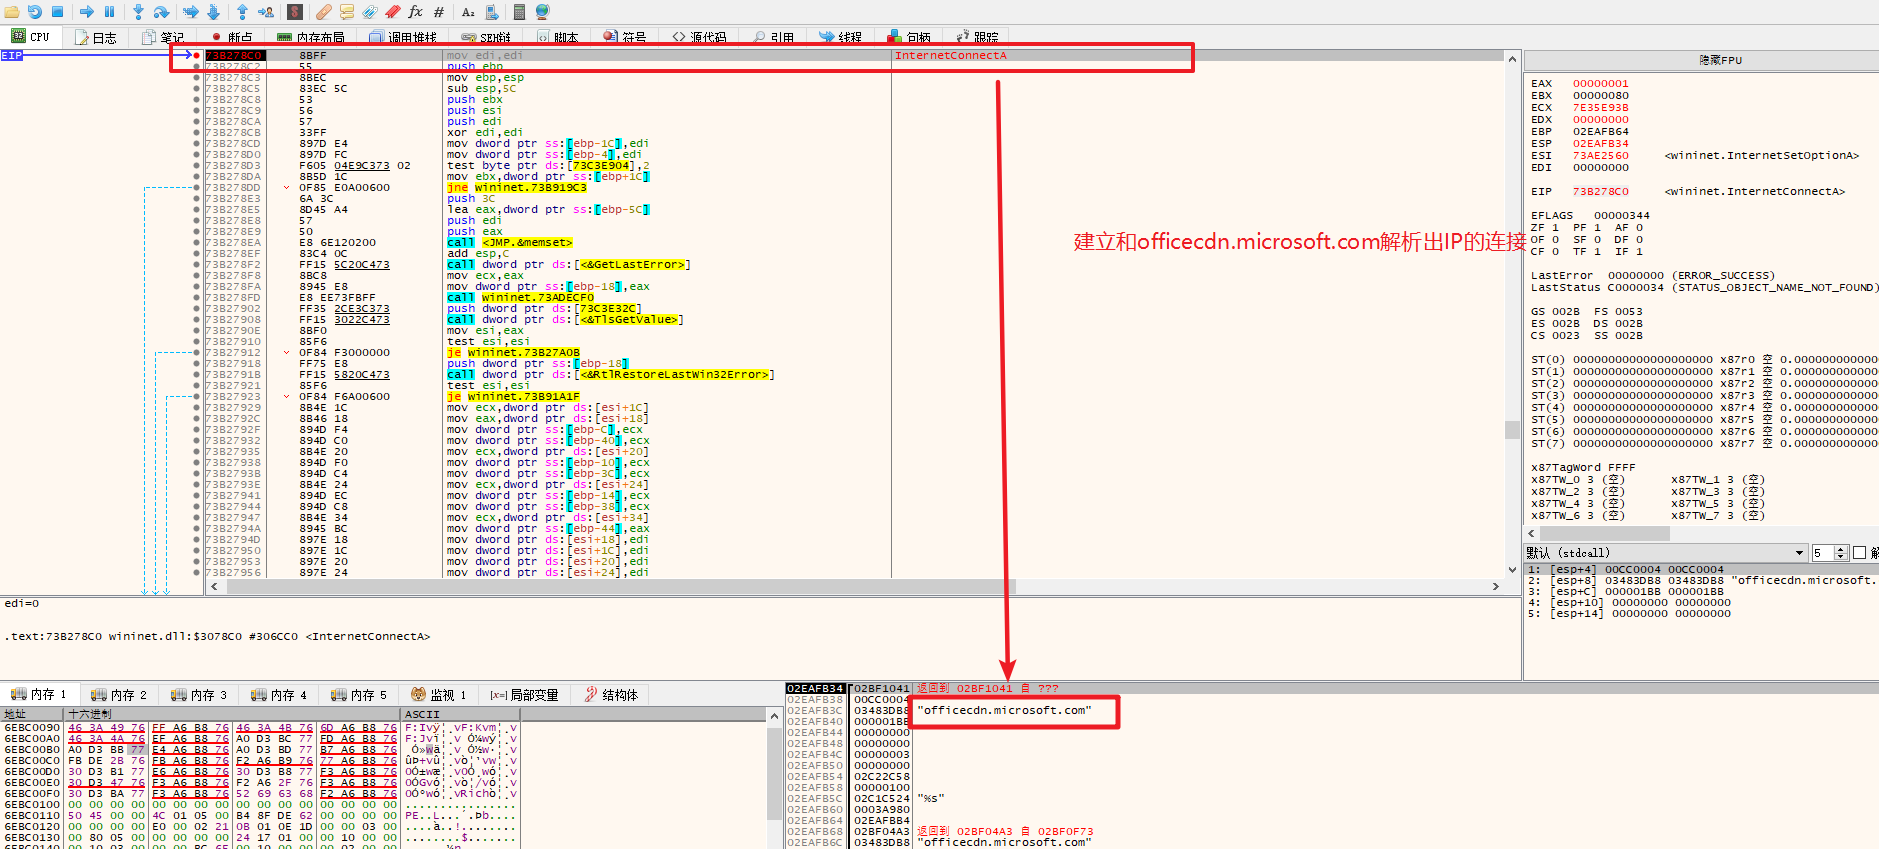 CPU 日志 笔记 断点 内存布局 调用堆栈 SEH链 脚本 符号 源代码 引用 线程 句柄 跟踪
EIP
73B278C0 8BFF mov edi,edi InternetConnectA
73B278C2 55 push ebp
73B278C3 8BEC mov ebp,esp
73B278C5 83EC 5C sub esp,5C
73B278C8 53 push ebx
73B278C9 56 push esi
73B278CA 57 push edi
73B278CB 33FF xor edi,edi
73B278CD 897D E4 mov dword ptr ss:[ebp-1C],edi
73B278D0 897D FC mov dword ptr ss:[ebp-4],edi
73B278D3 F605 04E9C373 02 test byte ptr ds:[73C3E904],2
73B278DA 8B5D 1C mov ebx,dword ptr ss:[ebp+1C]
73B278DD 0F85 E0A00600 jne wininet.73B919C3
73B278E3 6A 3C push 3C
73B278E5 8D45 A4 lea eax,dword ptr ss:[ebp-5C]
73B278E8 57 push edi
73B278E9 50 push eax
73B278EA E8 6E120200 call <JMP.&memset>
73B278EF 83C4 0C add esp,C
73B278F2 FF15 5C20C473 call dword ptr ds:[<&GetLastError>]
73B278F8 8BC8 mov ecx,eax
73B278FA 8945 E8 mov dword ptr ss:[ebp-18],eax
73B278FD E8 EE73FBFF call wininet.73ADECF0
73B27902 FF35 2CE3C373 push dword ptr ds:[73C3E32C]
73B27908 FF15 3022C473 call dword ptr ds:[<&TlsGetValue>]
73B2790E 8BF0 mov esi,eax
73B27910 85F6 test esi,esi
73B27912 0F84 F3000000 je wininet.73B27A0B
73B27918 FF75 E8 push dword ptr ss:[ebp-18]
73B2791B FF15 5820C473 call dword ptr ds:[<&RtlRestoreLastWin32Error>]
73B27921 85F6 test esi,esi
73B27923 0F84 F6A00600 je wininet.73B91A1F
73B27929 8B4E 1C mov ecx,dword ptr ds:[esi+1C]
73B2792C 8B46 18 mov eax,dword ptr ds:[esi+18]
73B2792F 894D F4 mov dword ptr ss:[ebp-C],ecx
73B27932 894D C0 mov dword ptr ss:[ebp-40],ecx
73B27935 8B4E 20 mov ecx,dword ptr ds:[esi+20]
73B27938 894D F0 mov dword ptr ss:[ebp-10],ecx
73B2793B 894D C4 mov dword ptr ss:[ebp-3C],ecx
73B2793E 8B4E 24 mov ecx,dword ptr ds:[esi+24]
73B27941 894D EC mov dword ptr ss:[ebp-14],ecx
73B27944 894D C8 mov dword ptr ss:[ebp-38],ecx
73B27947 8B4E 34 mov ecx,dword ptr ds:[esi+34]
73B2794A 8945 BC mov dword ptr ss:[ebp-44],eax
73B2794D 897E 18 mov dword ptr ds:[esi+18],edi
73B27950 897E 1C mov dword ptr ds:[esi+1C],edi
73B27953 897E 20 mov dword ptr ds:[esi+20],edi
73B27956 897E 24 mov dword ptr ds:[esi+24],edi
建立和officecdn.microsoft.com解析出IP的连接
隐藏FPU
EAX 00000001
EBX 00000080
ECX 7E35E93B
EDX 00000000
EBP 02EAFB64
ESP 02EAFB34
ESI 73AE2560 <wininet.InternetSetOptionA>
EDI 00000000
EIP 73B278C0 <wininet.InternetConnectA>
EFLAGS 00000344
ZF 1 PF 1 AF 0
OF 0 SF 0 DF 0
CF 0 TF 1 IF 1
LastError 00000000 (ERROR_SUCCESS)
LastStatus C0000034 (STATUS_OBJECT_NAME_NOT_FOUND)
GS 002B FS 0053
ES 002B DS 002B
CS 0023 SS 002B
ST(0) 00000000000000000000 x87r0 空 0.000000000000
ST(1) 00000000000000000000 x87r1 空 0.000000000000
ST(2) 00000000000000000000 x87r2 空 0.000000000000
ST(3) 00000000000000000000 x87r3 空 0.000000000000
ST(4) 00000000000000000000 x87r4 空 0.000000000000
ST(5) 00000000000000000000 x87r5 空 0.000000000000
ST(6) 00000000000000000000 x87r6 空 0.000000000000
ST(7) 00000000000000000000 x87r7 空 0.000000000000
x87TagWord FFFF
x87TW_0 3 (空) x87TW_1 3 (空)
x87TW_2 3 (空) x87TW_3 3 (空)
x87TW_4 3 (空) x87TW_5 3 (空)
x87TW_6 3 (空) x87TW_7 3 (空)
默认 (stdcall) 5 解
1: [esp+4] 00CC0004 00CC0004
2: [esp+8] 03483DB8 03483DB8 "officecdn.microsoft.
3: [esp+C] 000001BB 000001BB
4: [esp+10] 00000000 00000000
5: [esp+14] 00000000 00000000
edi=0
.text:73B278C0 wininet.dll:$3078C0 #306CC0 <InternetConnectA>
内存 1 内存 2 内存 3 内存 4 内存 5 监视 1 [x=] 局部变量 结构体
地址 十六进制 ASCII
6EBC0090 46 3A 49 76 FF A6 B8 76 46 3A 4B 76 6D A6 B8 76
6EBC00A0 46 3A 4A 76 EF A6 B8 76 A0 D3 BC 77 FD A6 B8 76
6EBC00B0 A0 D3 BB 77 E4 A6 B8 76 A0 D3 BD 77 B7 A6 B8 76
6EBC00C0 FB DE 2B 76 FB A6 B8 76 F2 A6 B9 76 77 A6 B8 76
6EBC00D0 30 D3 B1 77 E6 A6 B8 76 30 D3 B8 77 F3 A6 B8 76
6EBC00E0 30 D3 47 76 F3 A6 B8 76 F2 A6 2F 76 F3 A6 B8 76
6EBC00F0 30 D3 BA 77 F3 A6 B8 76 52 69 63 68 F2 A6 B8 76
6EBC0100 00 00 00 00 00 00 00 00 00 00 00 00 00 00 00 00 ................
6EBC0110 50 45 00 00 4C 01 05 00 B4 8F DE 62 00 00 00 00
6EBC0120 00 00 00 00 E0 00 02 21 0B 01 0E 1D 00 00 03 00
6EBC0130 00 80 05 00 00 00 00 00 24 17 01 00 00 10 00 00
02EAFB34 02BF1041 返回到 02BF1041 自 ???
02EAFB38 00CC0004
02EAFB3C 03483DB8 "officecdn.microsoft.com"
02EAFB40 000001BB
02EAFB44 00000000
02EAFB48 00000000
02EAFB4C 00000003
02EAFB50 00000000
02EAFB54 02C22C58
02EAFB58 00000100
02EAFB5C 02C1C524 "%s"
02EAFB60 0003A980
02EAFB64 02EAFBB4
02EAFB68 02BF04A3 返回到 02BF04A3 自 02BF0F73
02EAFB6C 03483DB8 "officecdn.microsoft.com"